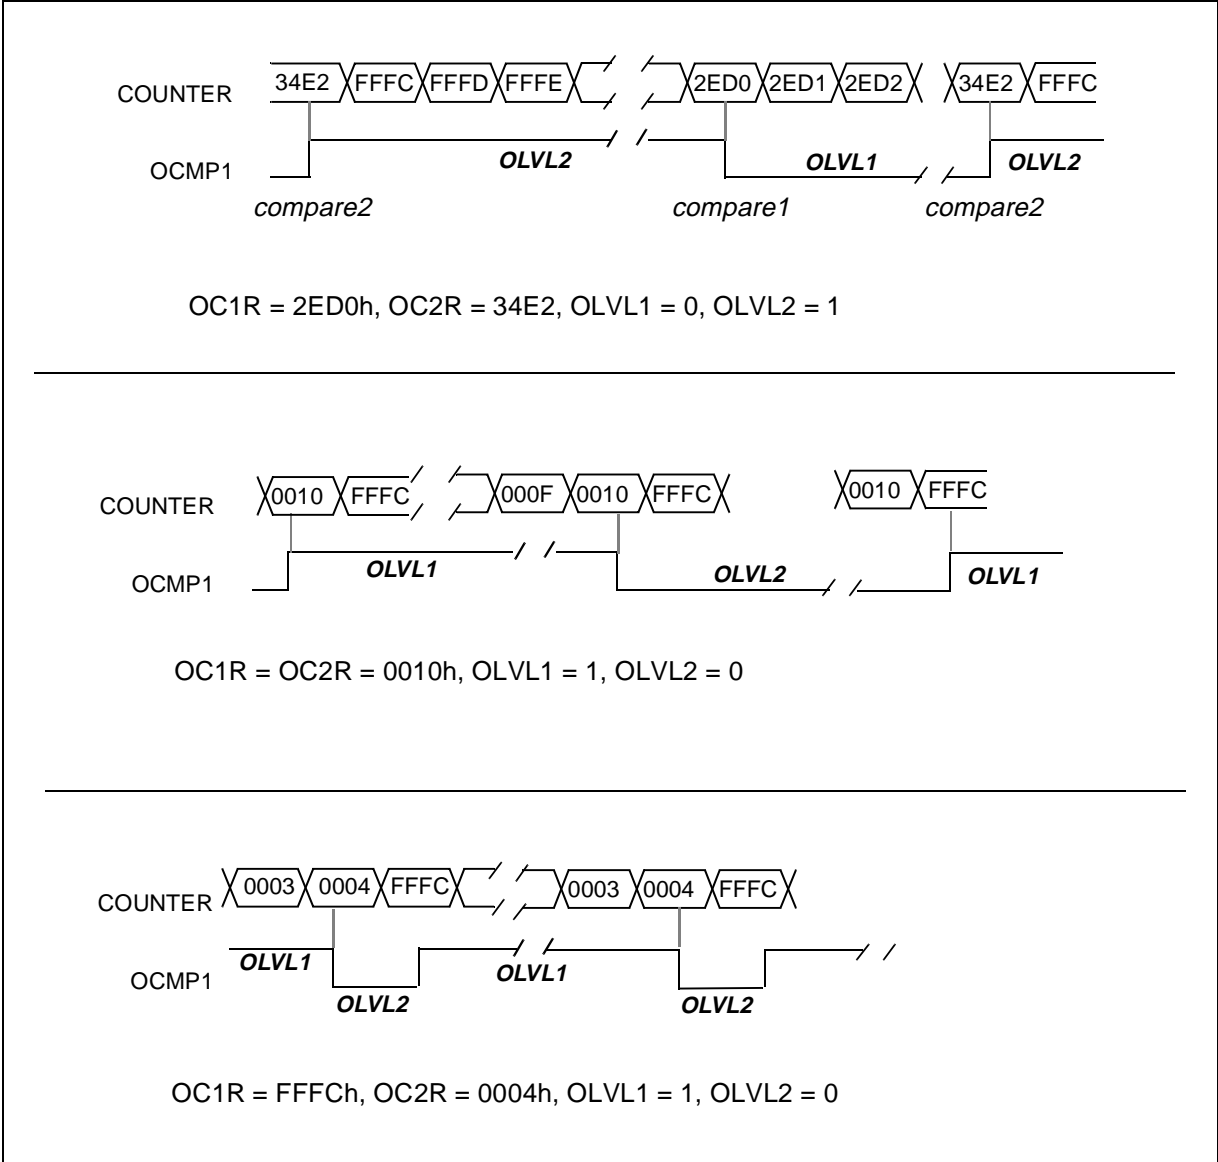 COUNTER 34E2 FFFC FFFD FFFE 2ED0 2ED1 2ED2 34E2 FFFC
OCMP1 OLVL2 OLVL1 OLVL2
compare2 compare1 compare2
OC1R = 2ED0h, OC2R = 34E2, OLVL1 = 0, OLVL2 = 1
COUNTER 0010 FFFC 000F 0010 FFFC 0010 FFFC
OCMP1 OLVL1 OLVL2 OLVL1
OC1R = OC2R = 0010h, OLVL1 = 1, OLVL2 = 0
COUNTER 0003 0004 FFFC 0003 0004 FFFC
OCMP1 OLVL1 OLVL1
OLVL2 OLVL2
OC1R = FFFCh, OC2R = 0004h, OLVL1 = 1, OLVL2 = 0